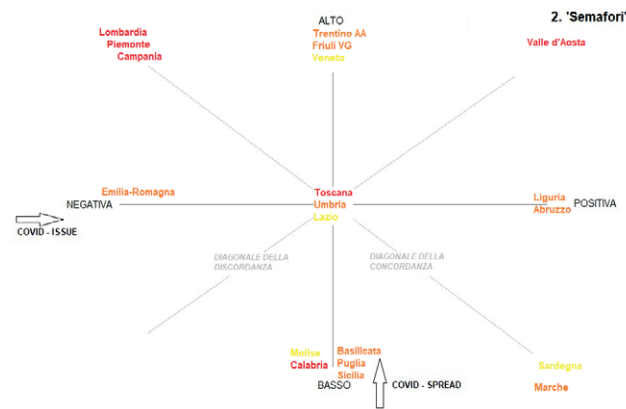 2. 'Semafori'
ALTO
Lombardia
Piemonte
Campania
Trentino AA
Friuli VG
Veneto
Valle d'Aosta
Emilia-Romagna
NEGATIVA
COVID - ISSUE
Toscana
Umbria
Lazio
Liguria
Abruzzo
POSITIVA
DIAGONALE DELLA
DISCORDANZA
DIAGONALE DELLA
CONCORDANZA
Molise
Calabria
Basilicata
Puglia
Sicilia
BASSO
COVID - SPREAD
Sardegna
Marche